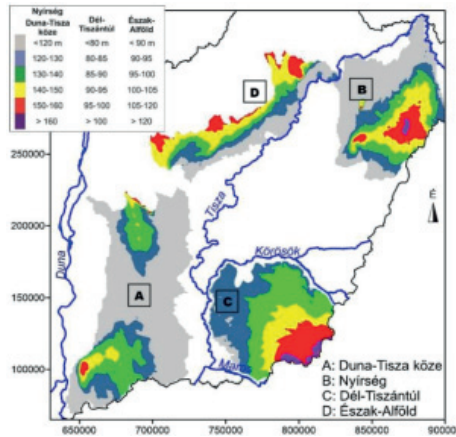 Nyírség
Duna-Tisza köze Dél-Tiszántúl Észak-Alföld
<120 m <80 m < 90 m
120-130 80-85 90-95
130-140 85-90 95-100
140-150 90-95 100-105
150-160 95-100 105-120
> 160 > 100 > 120
D
B
250000
Tisza
É
200000
Duna
Körösök
150000
A
C
Maros
100000
A: Duna-Tisza köze
B: Nyírség
C: Dél-Tiszántúl
D: Észak-Alföld
650000 700000 750000 800000 850000 90000